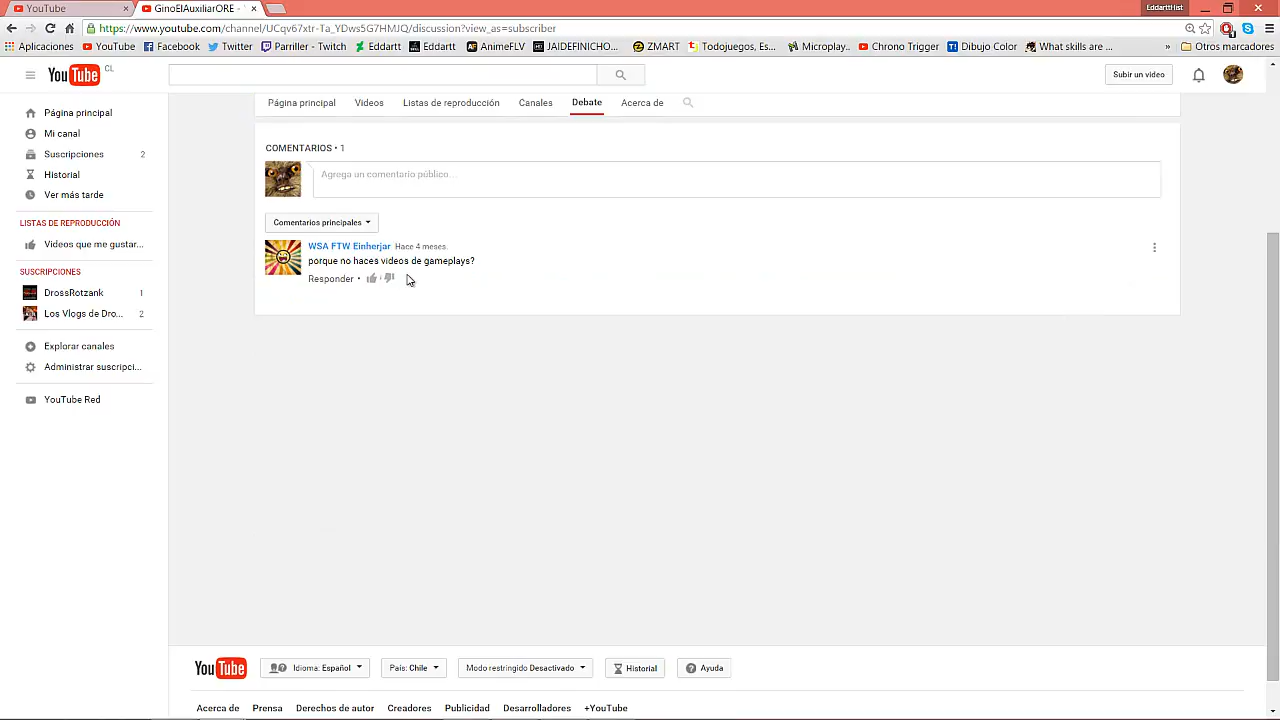 YouTube
GinoElAuxiliarORE -
EddarttHist
https://www.youtube.com/channel/UCqv67xtr-Ta_YDws5G7HMJQ/discussion?view_as=subscriber
Aplicaciones YouTube Facebook Twitter Parriller - Twitch Eddartt Eddartt AnimeFLV JAIDEFINICHO... ZMART Todojuegos, Es... Microplay.. Chrono Trigger Dibujo Color What skills are ... » Otros marcadores
YouTube CL
Subir un video
Página principal
Mi canal
Suscripciones 2
Historial
Ver más tarde
LISTAS DE REPRODUCCIÓN
Videos que me gustar...
SUSCRIPCIONES
DrossRotzank 1
Los Vlogs de Dro... 2
Explorar canales
Administrar suscripci...
YouTube Red
Página principal Videos Listas de reproducción Canales Debate Acerca de
COMENTARIOS • 1
Agrega un comentario público...
Comentarios principales
WSA FTW Einherjar Hace 4 meses.
porque no haces videos de gameplays?
Responder •
YouTube Idioma: Español País: Chile Modo restringido Desactivado Historial Ayuda
Acerca de Prensa Derechos de autor Creadores Publicidad Desarrolladores +YouTube